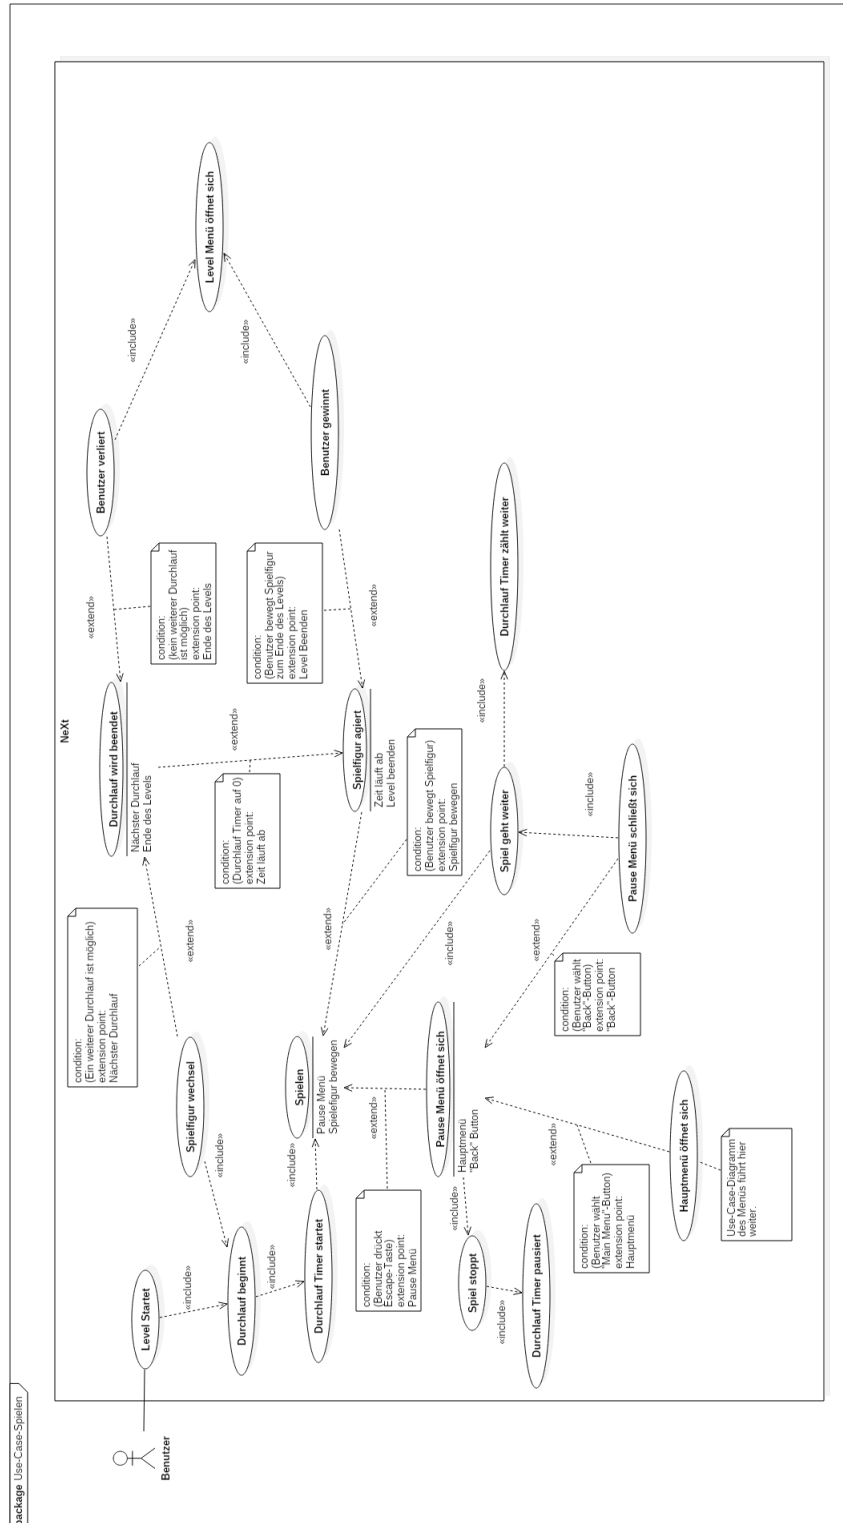 package Use-Case-Spielen
NeXt
Benutzer
Level Startet
«include»
Durchlauf beginnt
«include»
Durchlauf Timer startet
«include»
Spielfigur wechsel
«include»
condition:
(Ein weiterer Durchlauf ist möglich)
extension point:
Nächster Durchlauf
«extend»
Durchlauf wird beendet
Nächster Durchlauf
Ende des Levels
«extend»
condition:
(kein weiterer Durchlauf
ist möglich)
extension point:
Ende des Levels
Benutzer verliert
«include»
Level Menü öffnet sich
«include»
Benutzer gewinnt
condition:
(Benutzer bewegt Spielfigur
zum Ende des Levels)
extension point:
Level Beenden
«extend»
«extend»
condition:
(Durchlauf Timer auf 0)
extension point:
Zeit läuft ab
Spielfigur agiert
Zeit läuft ab
Level beenden
condition:
(Benutzer bewegt Spielfigur)
extension point:
Spielfigur bewegen
«extend»
Spielen
Pause Menü
Spielefigur bewegen
«extend»
condition:
(Benutzer drückt
Escape-Taste)
extension point:
Pause Menü
Pause Menü öffnet sich
Hauptmenü
"Back" Button
«include»
Spiel stoppt
«include»
Durchlauf Timer pausiert
«include»
Spiel geht weiter
«include»
Durchlauf Timer zählt weiter
«include»
Pause Menü schließt sich
«extend»
condition:
(Benutzer wählt
"Back"-Button)
extension point:
"Back"-Button
«extend»
condition:
(Benutzer wählt
"Main Menu"-Button)
extension point:
Hauptmenü
Hauptmenü öffnet sich
Use-Case-Diagramm
des Menüs führt hier
weiter.